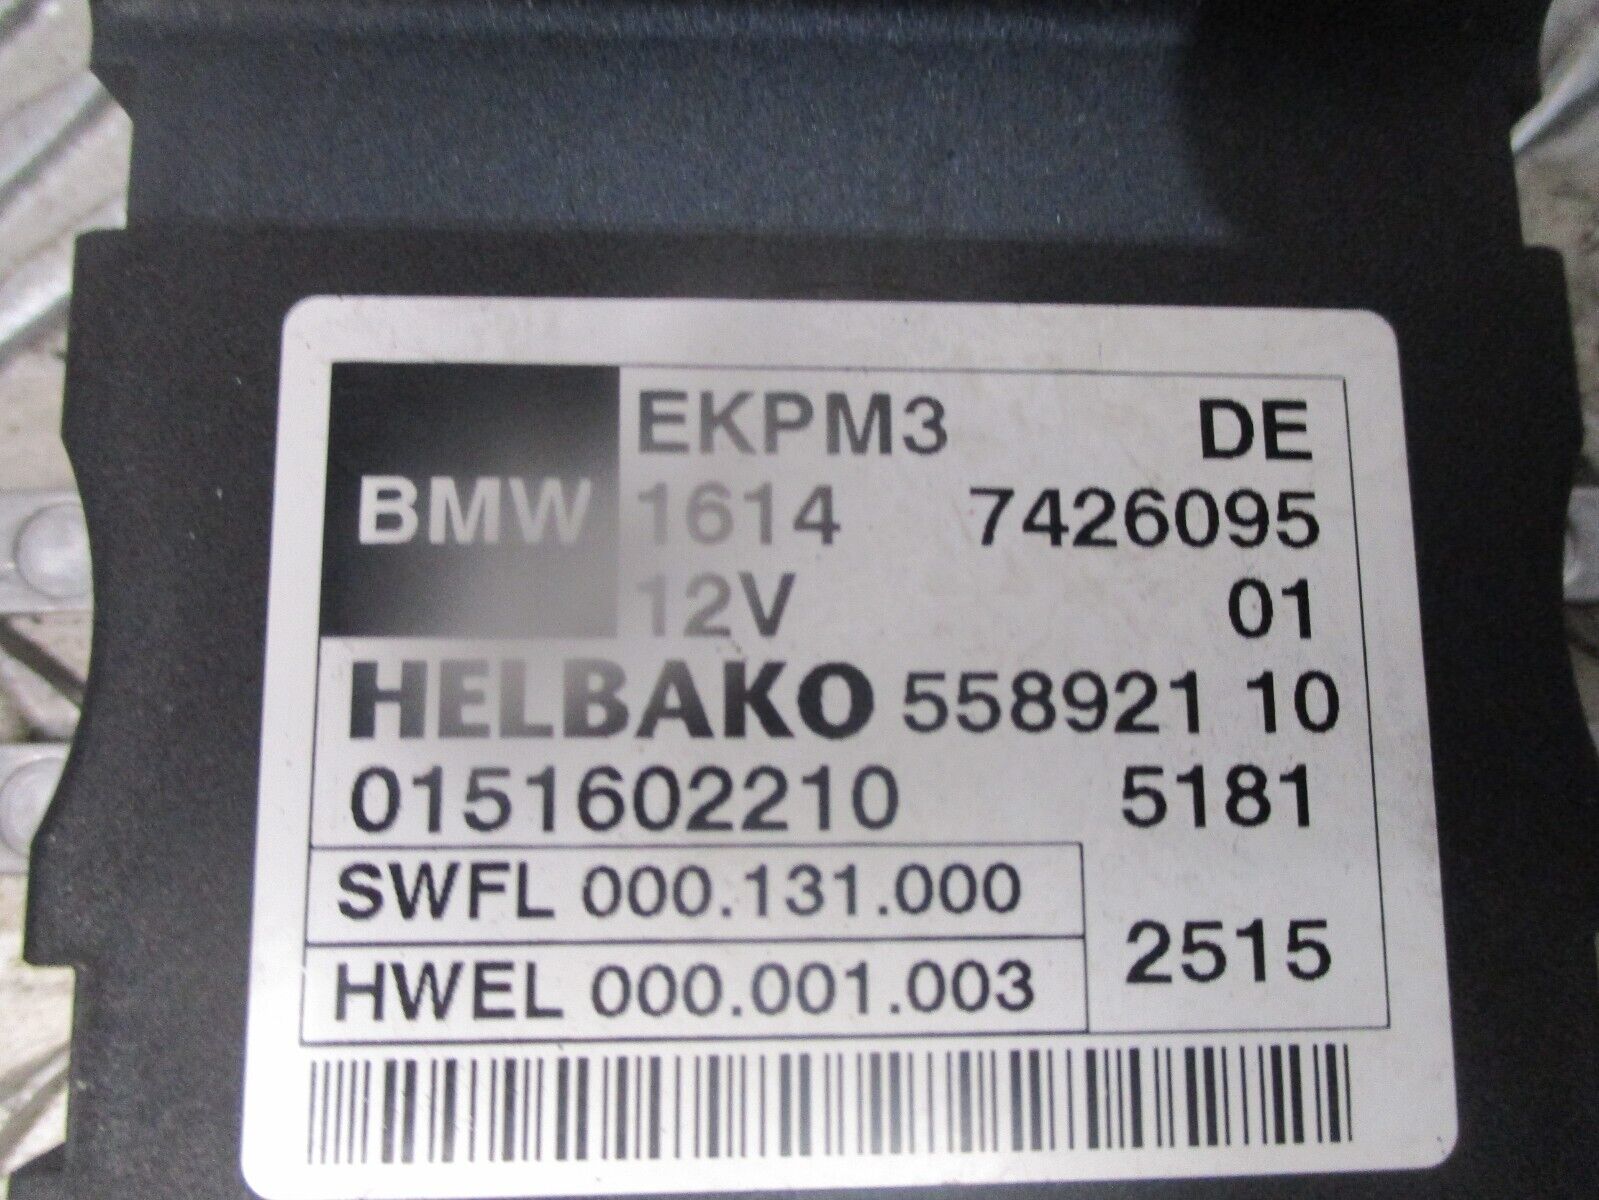 EKPM3 DE
BMW 1614 7426095
12V 01
HELBAKO 558921 10
0151602210 5181
SWFL 000.131.000
2515
HWEL 000.001.003